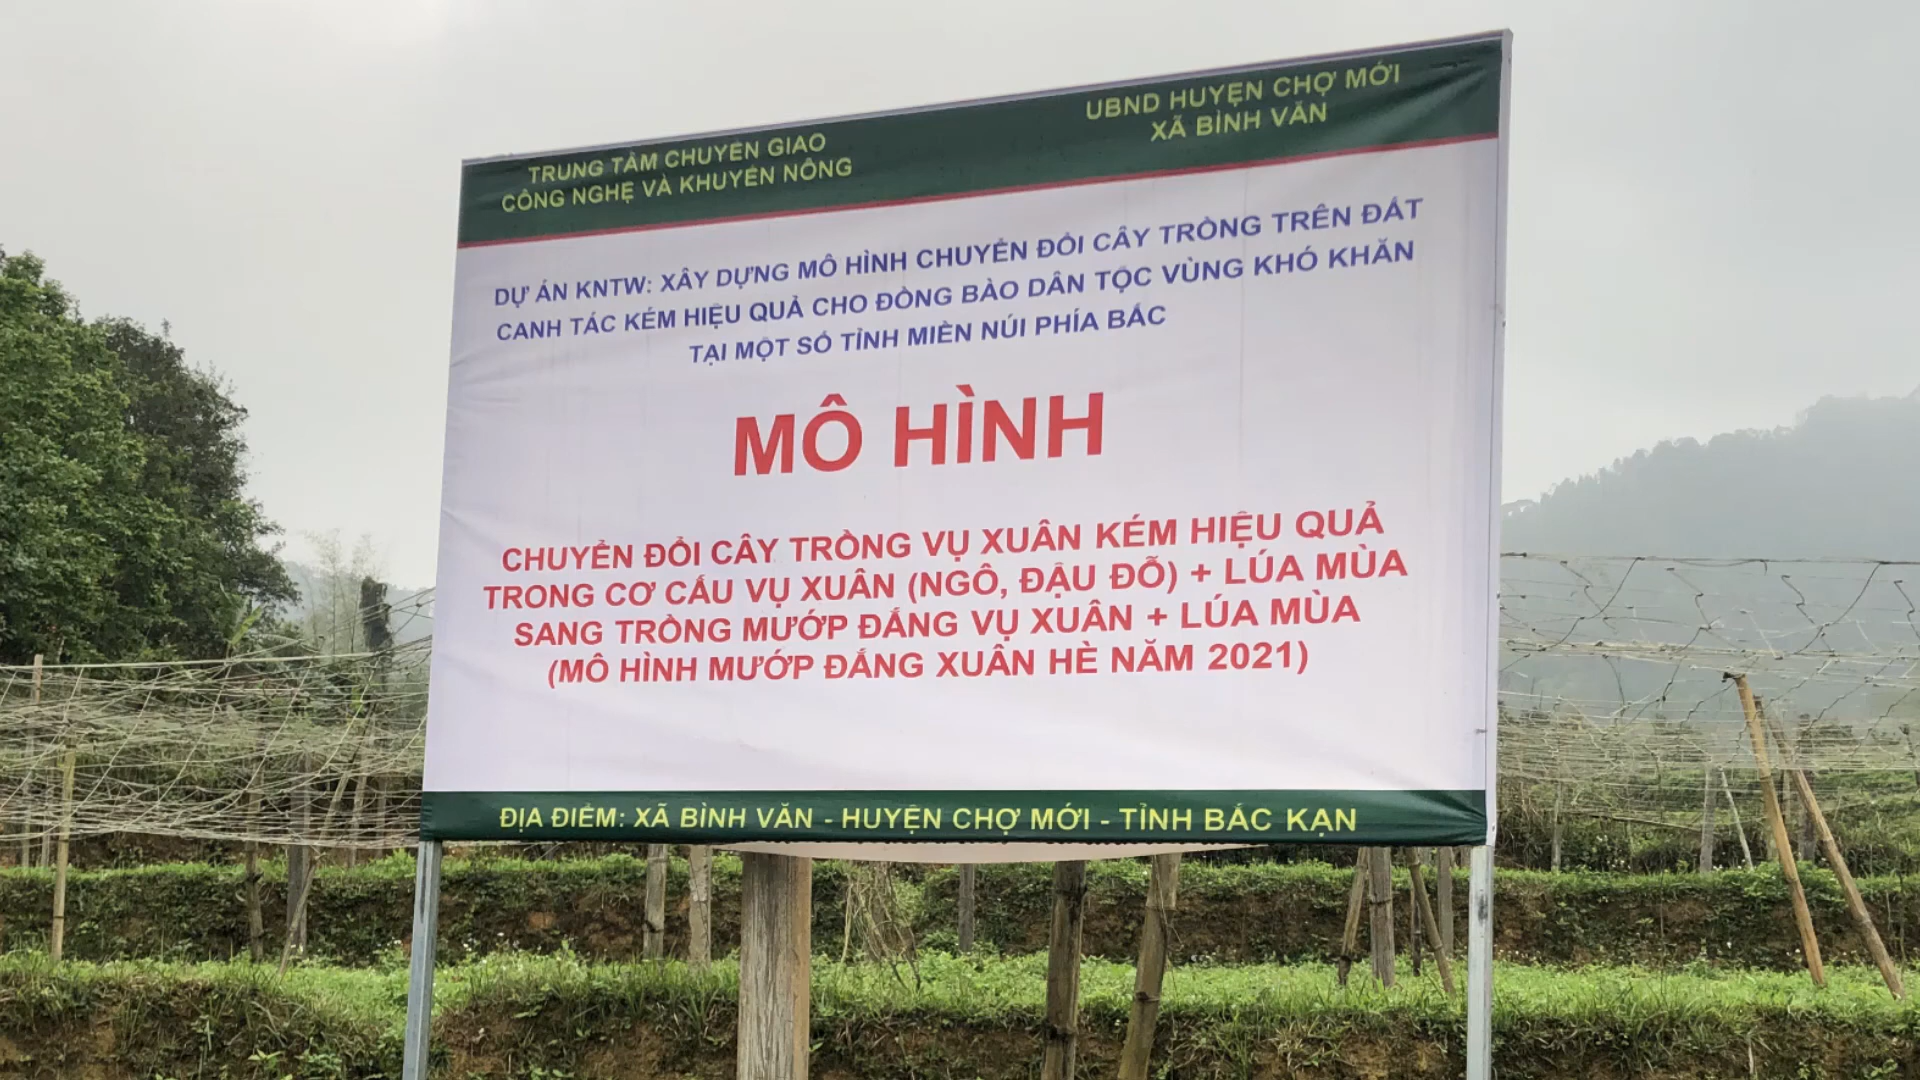 TRUNG TÂM CHUYỂN GIAO
CÔNG NGHỆ VÀ KHUYẾN NÔNG
UBND HUYỆN CHỢ MỚI
XÃ BÌNH VĂN
DỰ ÁN KNTW: XÂY DỰNG MÔ HÌNH CHUYỂN ĐỔI CÂY TRỒNG TRÊN ĐẤT
CANH TÁC KÉM HIỆU QUẢ CHO ĐỒNG BÀO DÂN TỘC VÙNG KHÓ KHĂN
TẠI MỘT SỐ TỈNH MIỀN NÚI PHÍA BẮC
MÔ HÌNH
CHUYỂN ĐỔI CÂY TRỒNG VỤ XUÂN KÉM HIỆU QUẢ
TRONG CƠ CẤU VỤ XUÂN (NGÔ, ĐẬU ĐỖ) + LÚA MÙA
SANG TRỒNG MƯỚP ĐẮNG VỤ XUÂN + LÚA MÙA
(MÔ HÌNH MƯỚP ĐẮNG XUÂN HÈ NĂM 2021)
ĐỊA ĐIỂM: XÃ BÌNH VĂN - HUYỆN CHỢ MỚI - TỈNH BẮC KẠN